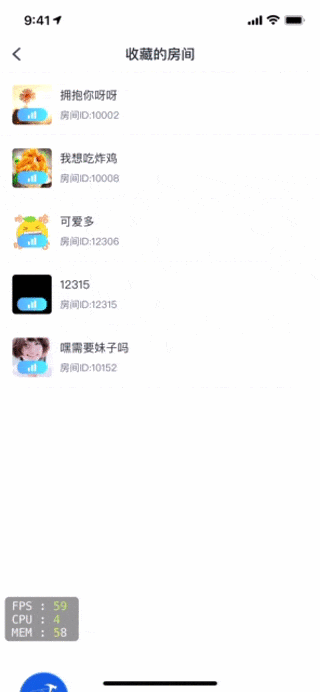 9:41
收藏的房间
拥抱你呀呀
房间ID:10002
我想吃炸鸡
房间ID:10008
可爱多
房间ID:12306
12315
房间ID:12315
嘿需要妹子吗
房间ID:10152
FPS : 59
CPU : 4
MEM : 58